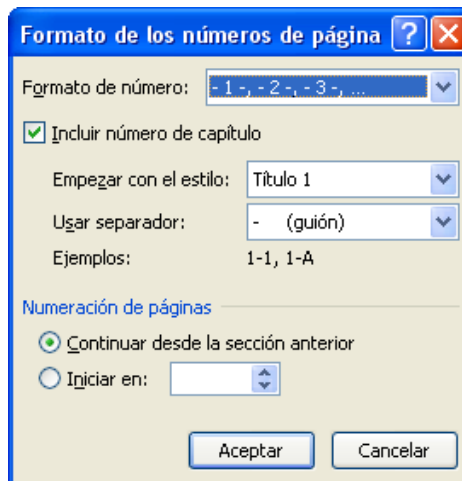 Formato de los números de página
Formato de número: - 1 -, - 2 -, - 3 -, ...
Incluir número de capítulo
Empezar con el estilo: Título 1
Usar separador: - (guión)
Ejemplos: 1-1, 1-A
Numeración de páginas
Continuar desde la sección anterior
Iniciar en:
Aceptar Cancelar